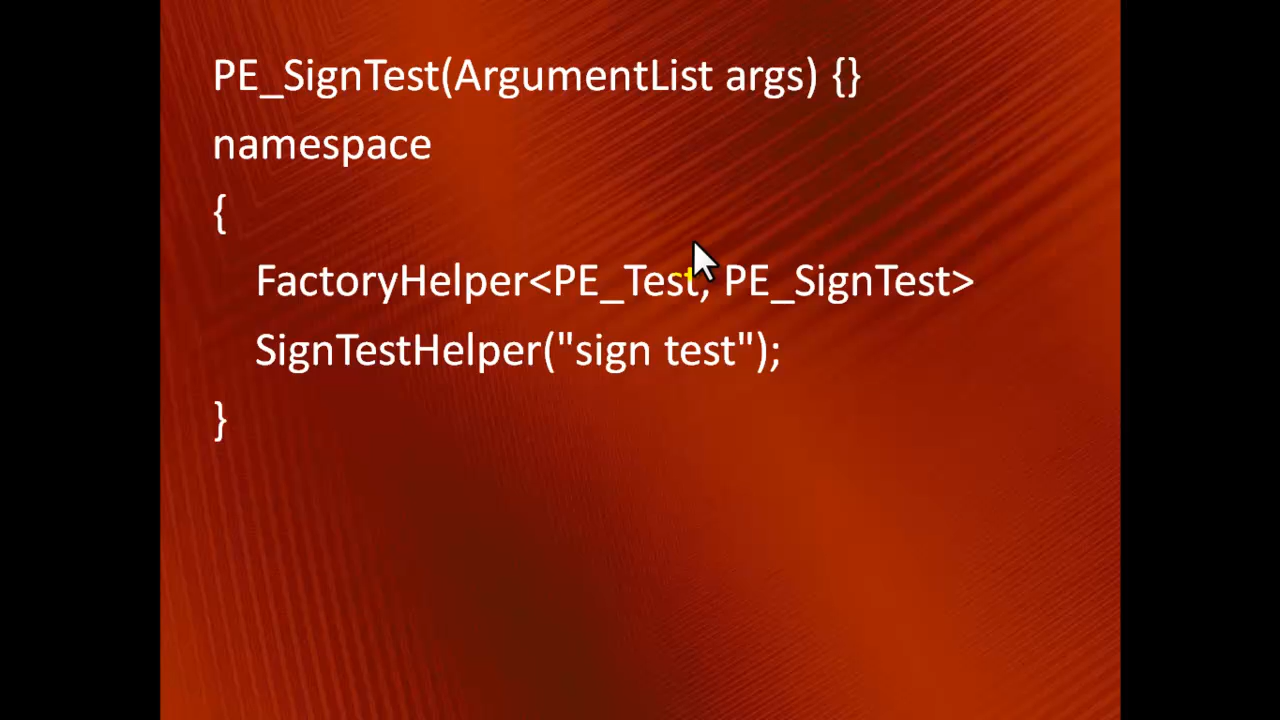 PE_SignTest(ArgumentList args) {}
namespace
{
FactoryHelper<PE_Test, PE_SignTest>
SignTestHelper("sign test");
}